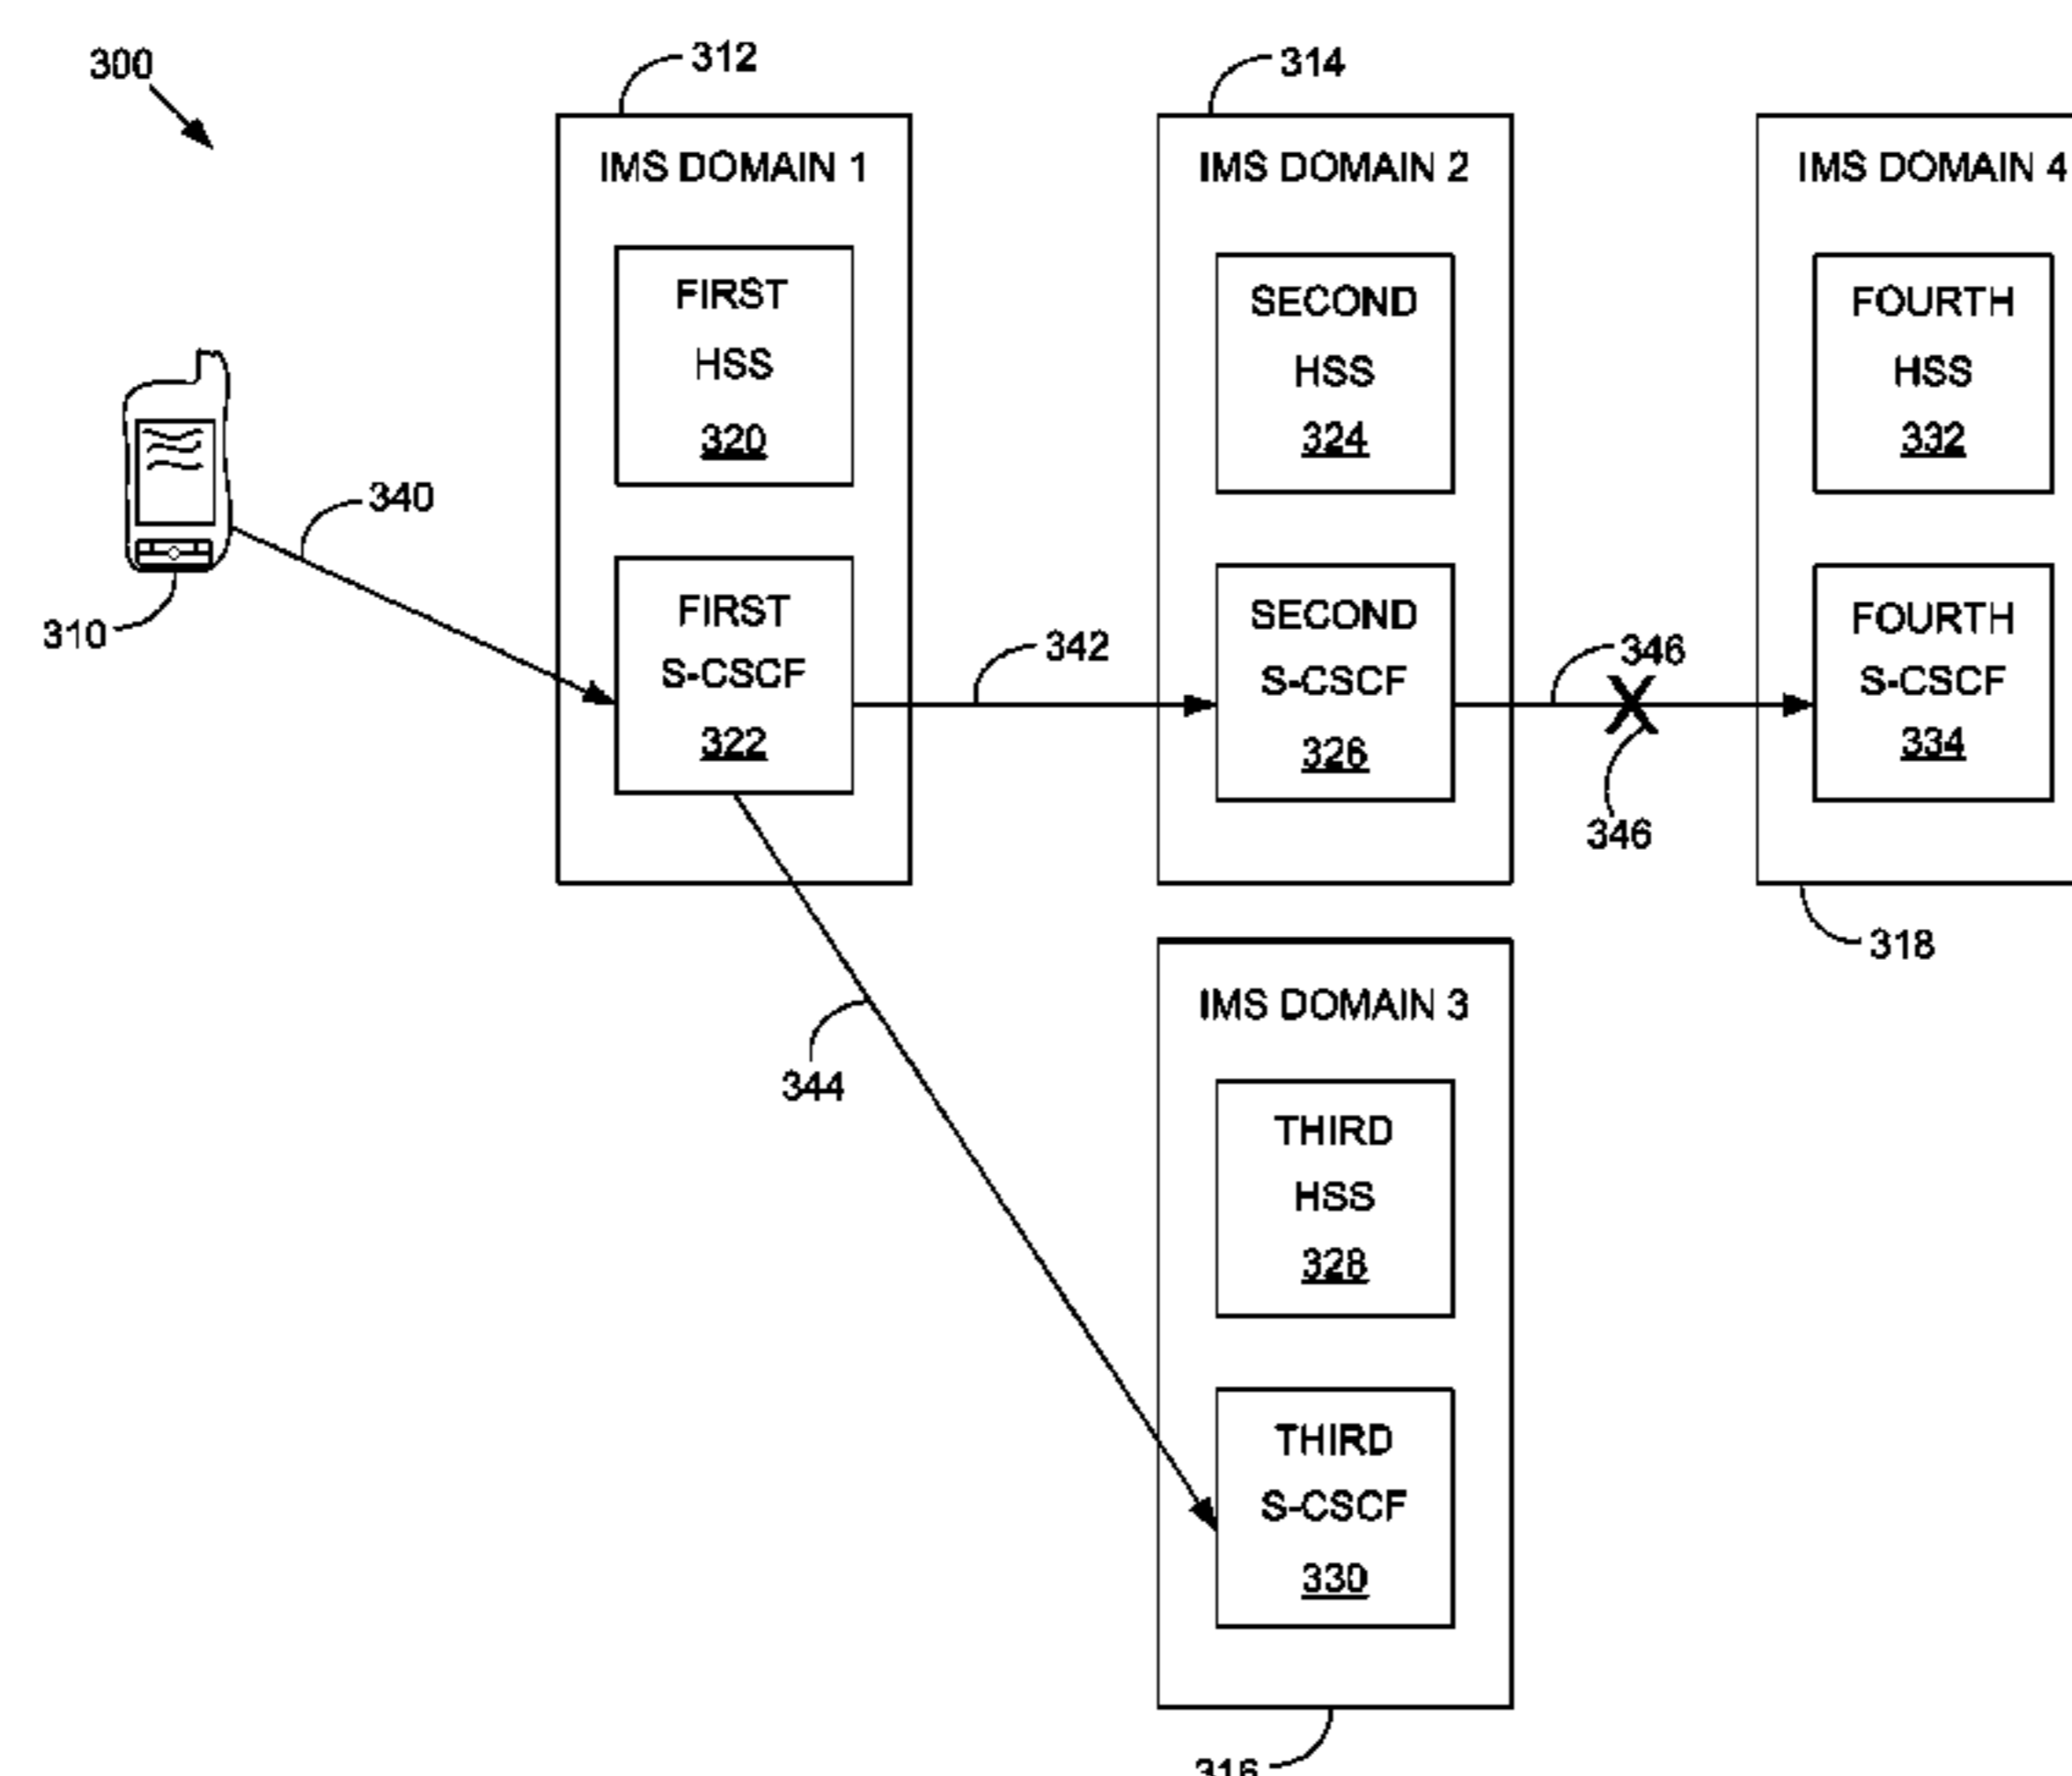 300
312
314
IMS DOMAIN 1
IMS DOMAIN 2
IMS DOMAIN 4
FIRST
HSS
320
SECOND
HSS
324
FOURTH
HSS
332
340
310
FIRST
S-CSCF
322
342
SECOND
S-CSCF
326
346
X
346
FOURTH
S-CSCF
334
318
344
IMS DOMAIN 3
THIRD
HSS
328
THIRD
S-CSCF
330
316